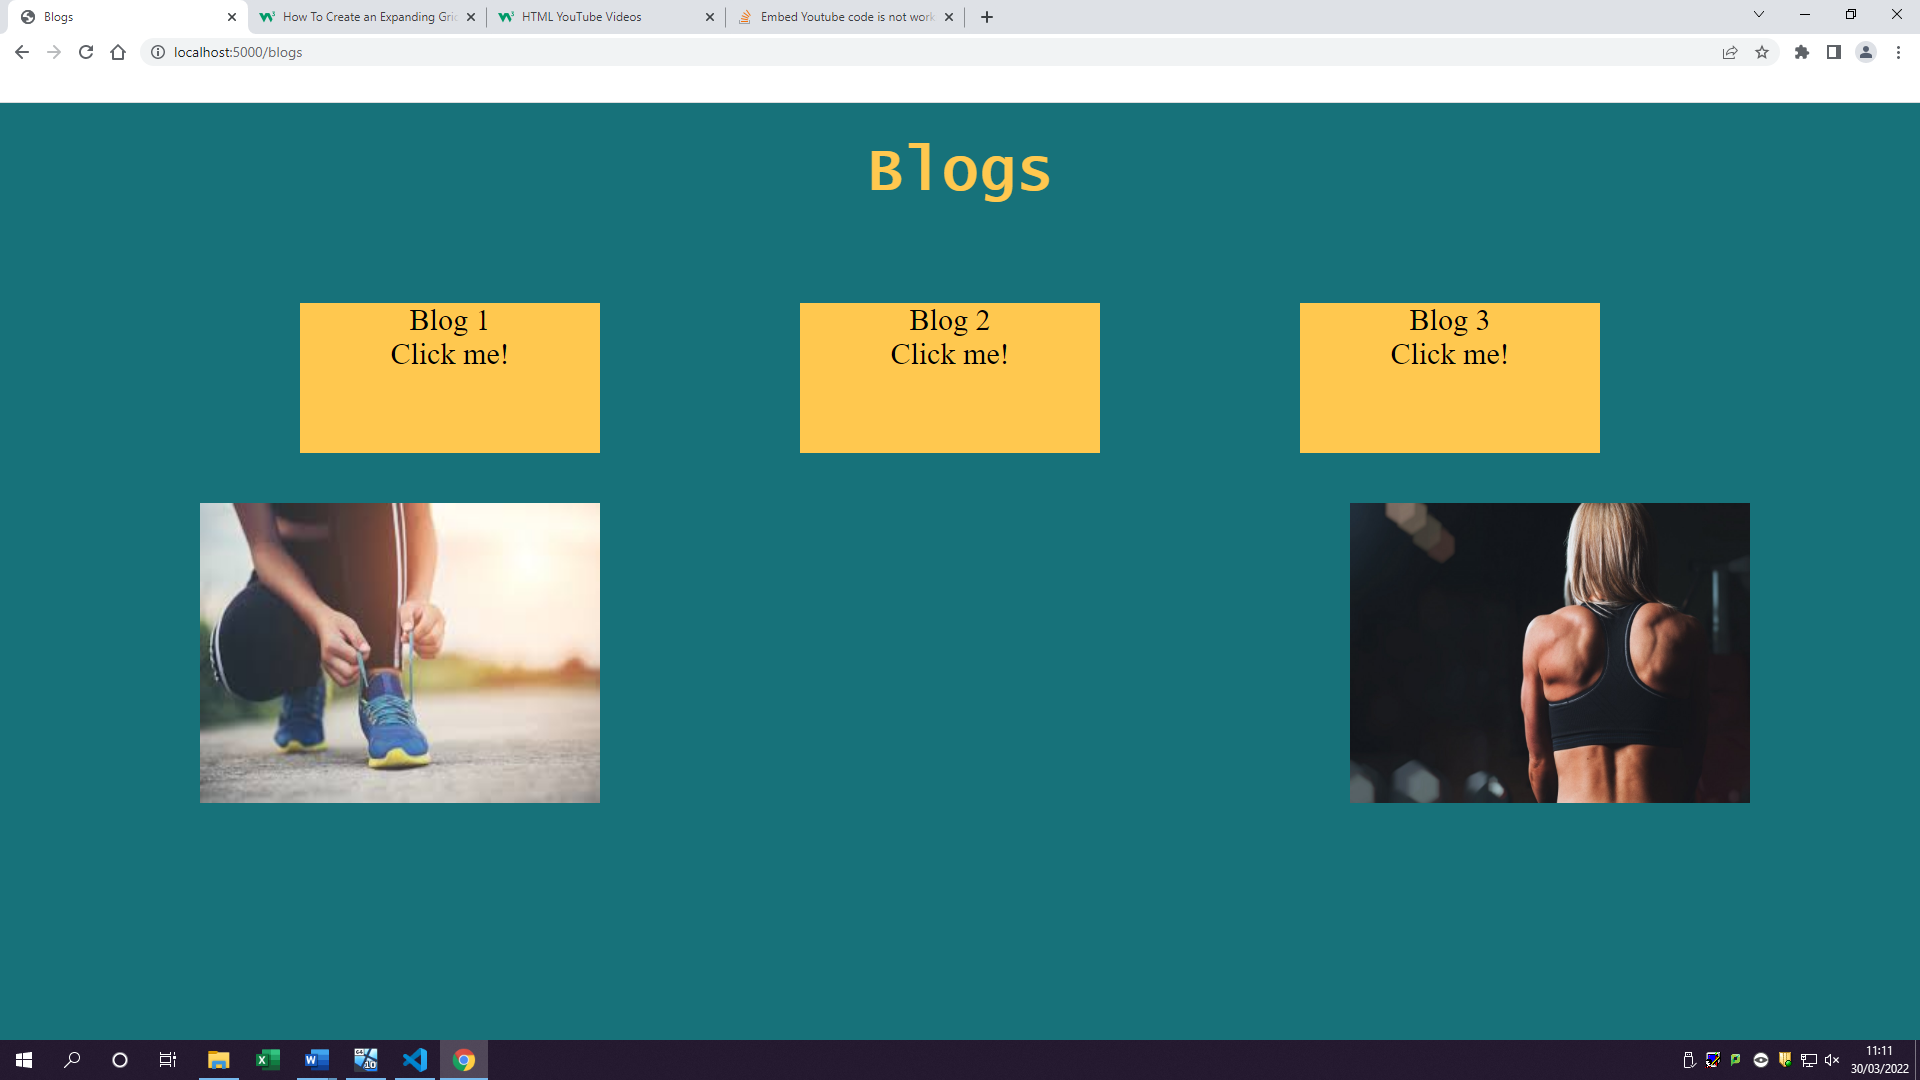 Blogs
How To Create an Expanding Gri
HTML YouTube Videos
Embed Youtube code is not work
localhost:5000/blogs
Blogs
Blog 1
Click me!
Blog 2
Click me!
Blog 3
Click me!
11:11
30/03/2022